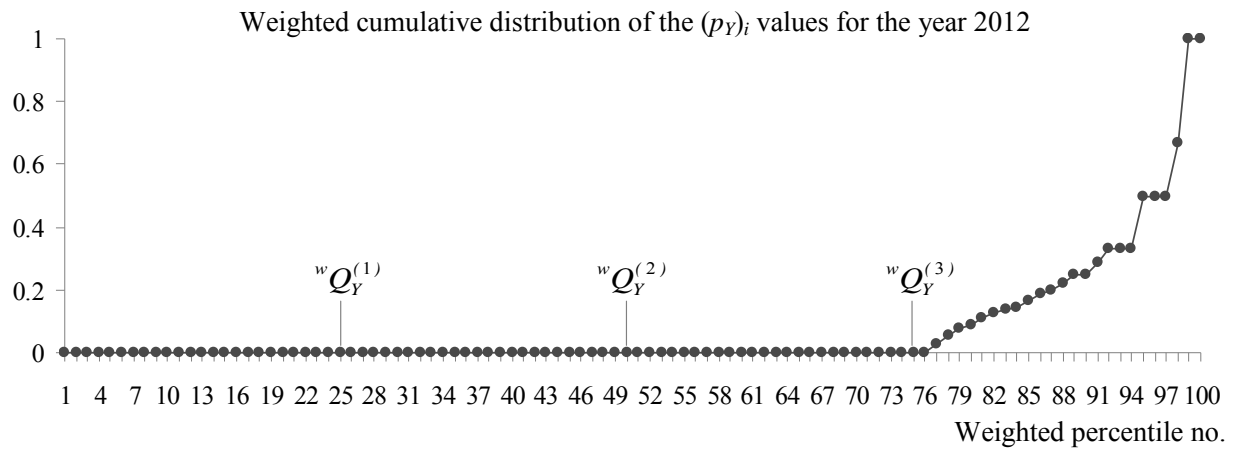 Weighted cumulative distribution of the (pY)i values for the year 2012
1
0.8
0.6
0.4
0.2
0
wQY(1) wQY(2) wQY(3)
1 4 7 10 13 16 19 22 25 28 31 34 37 40 43 46 49 52 55 58 61 64 67 70 73 76 79 82 85 88 91 94 97 100
Weighted percentile no.